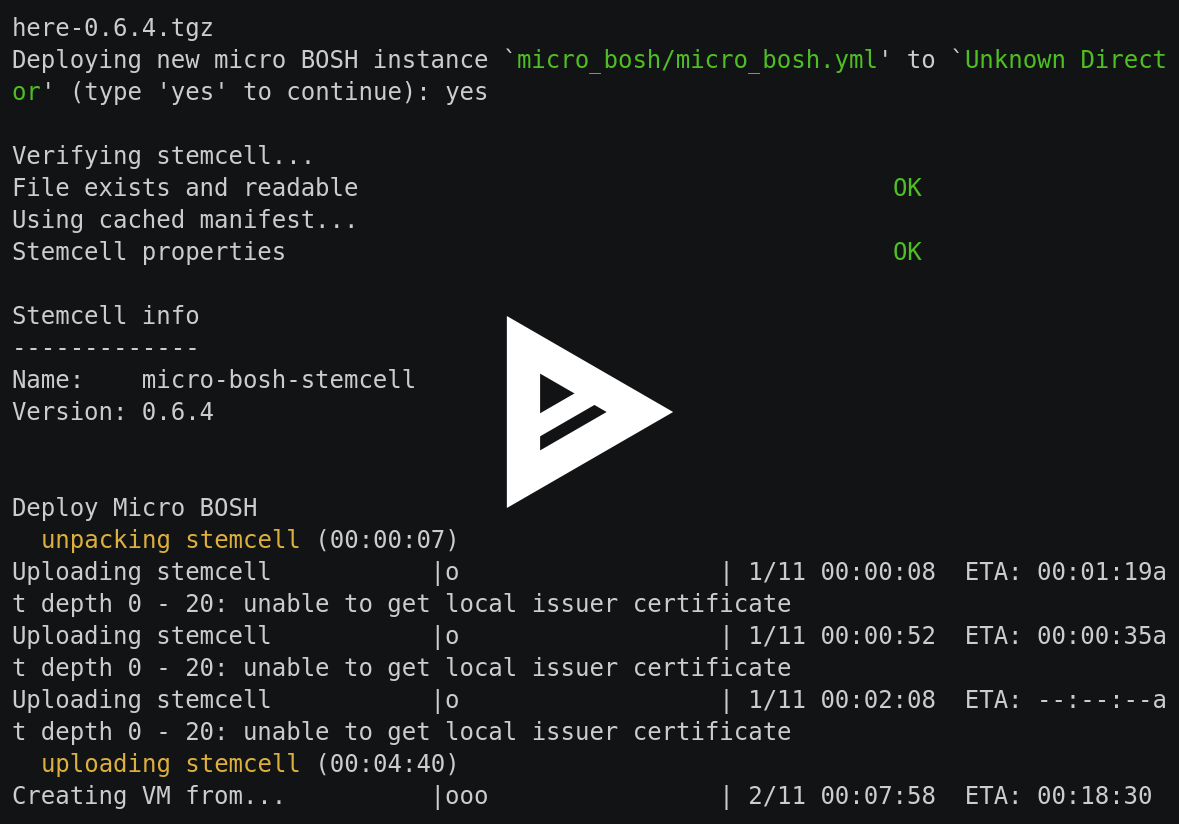 here-0.6.4.tgz
Deploying new micro BOSH instance `micro_bosh/micro_bosh.yml' to `Unknown Direct
or' (type 'yes' to continue): yes
Verifying stemcell...
File exists and readable                                     OK
Using cached manifest...
Stemcell properties                                          OK
Stemcell info
-------------
Name:    micro-bosh-stemcell
Version: 0.6.4
Deploy Micro BOSH
  unpacking stemcell (00:00:07)
Uploading stemcell           |o                  | 1/11 00:00:08  ETA: 00:01:19a
t depth 0 - 20: unable to get local issuer certificate
Uploading stemcell           |o                  | 1/11 00:00:52  ETA: 00:00:35a
t depth 0 - 20: unable to get local issuer certificate
Uploading stemcell           |o                  | 1/11 00:02:08  ETA: --:--:--a
t depth 0 - 20: unable to get local issuer certificate
  uploading stemcell (00:04:40)
Creating VM from...          |ooo                | 2/11 00:07:58  ETA: 00:18:30